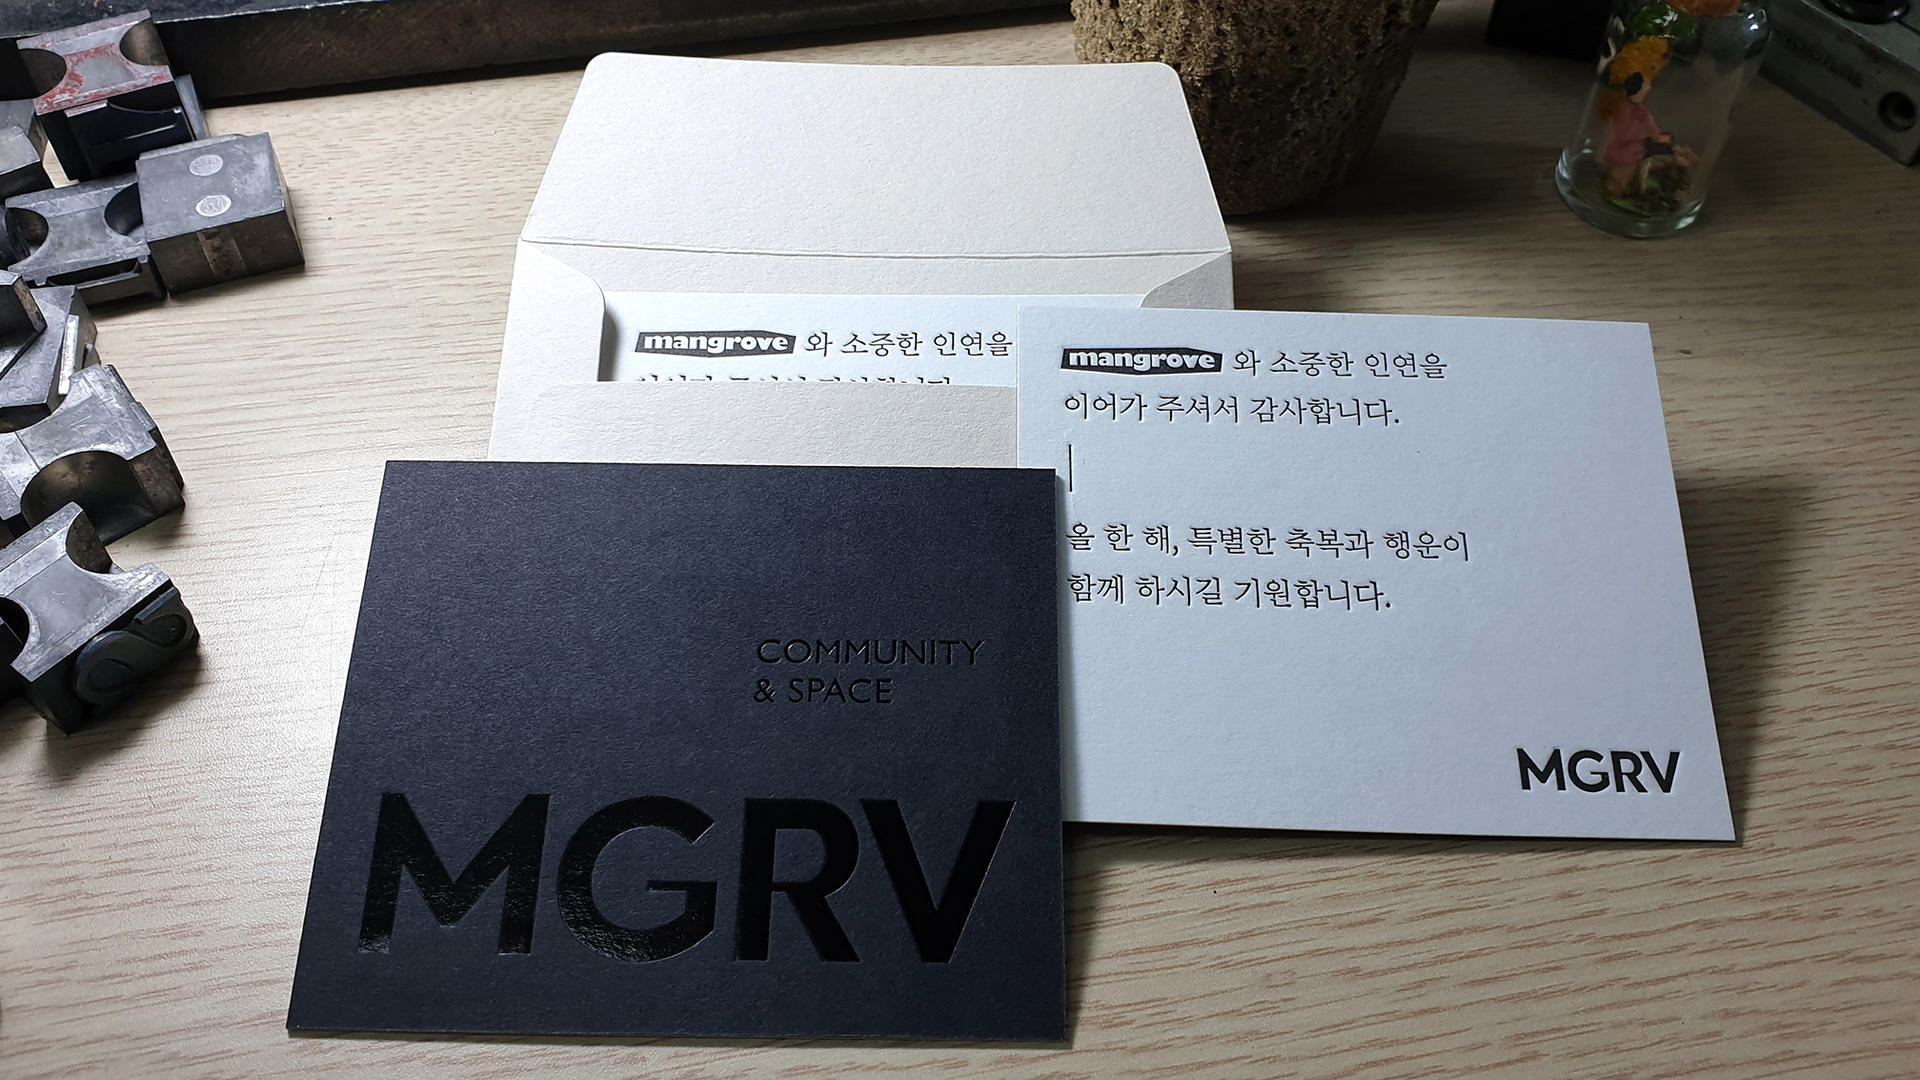 mangrove 와 소중한 인연을
mangrove 와 소중한 인연을
이어가 주셔서 감사합니다.
올 한 해, 특별한 축복과 행운이
함께 하시길 기원합니다.
MGRV
COMMUNITY
& SPACE
MGRV